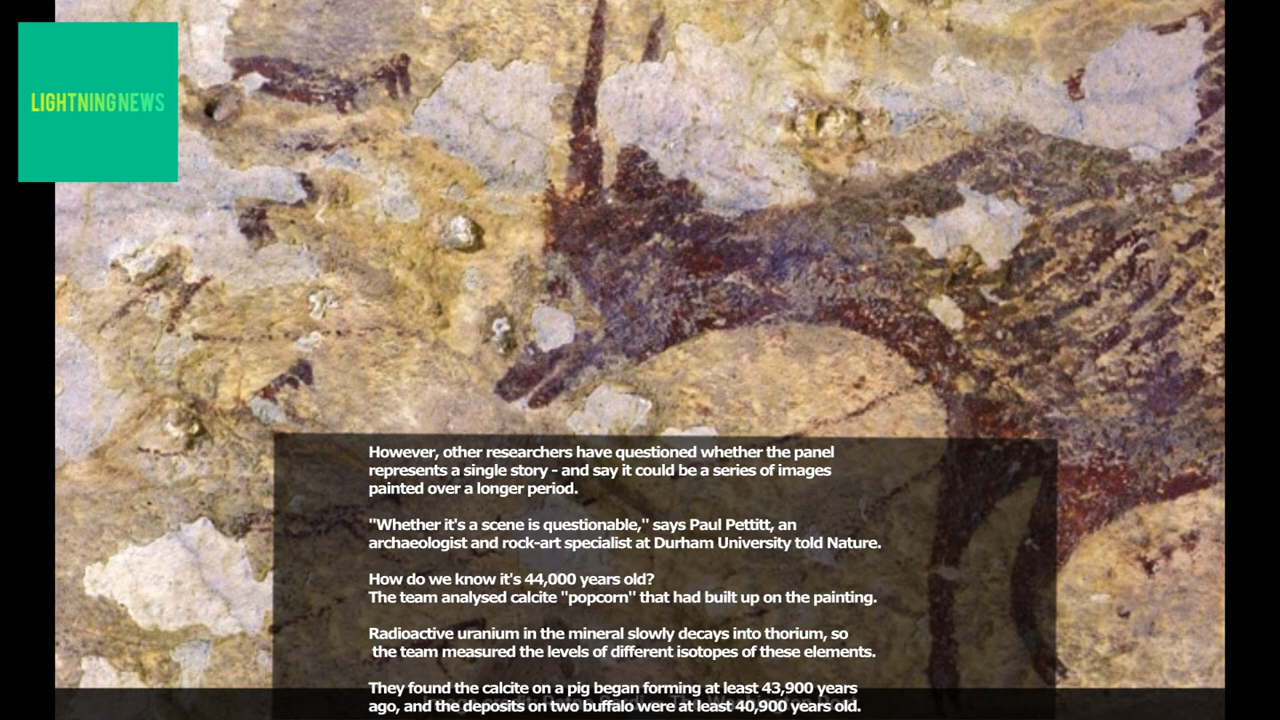 LIGHTNINGNEWS
However, other researchers have questioned whether the panel
represents a single story - and say it could be a series of images
painted over a longer period.
"Whether it's a scene is questionable," says Paul Pettitt, an
archaeologist and rock-art specialist at Durham University told Nature.
How do we know it's 44,000 years old?
The team analysed calcite "popcorn" that had built up on the painting.
Radioactive uranium in the mineral slowly decays into thorium, so
the team measured the levels of different isotopes of these elements.
They found the calcite on a pig began forming at least 43,900 years
ago, and the deposits on two buffalo were at least 40,900 years old.